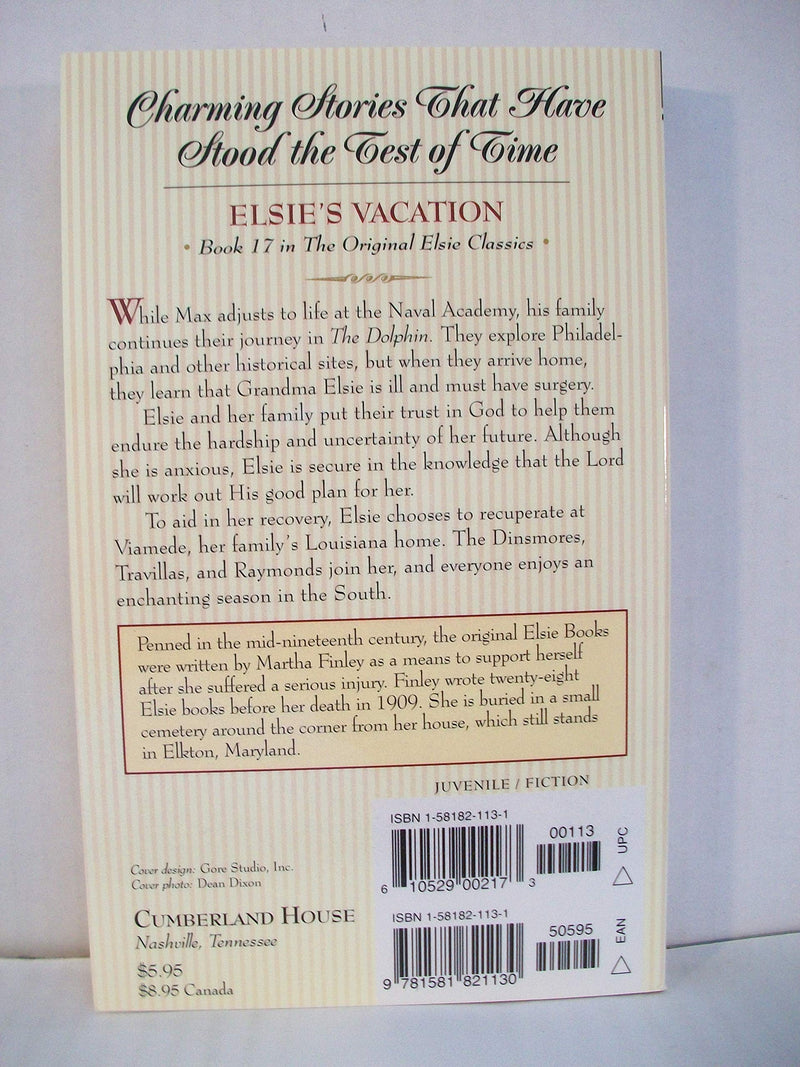 Charming Stories That Have
Stood the Test of Time
ELSIE'S VACATION
• Book 17 in The Original Elsie Classics •
While Max adjusts to life at the Naval Academy, his family
continues their journey in The Dolphin. They explore Philadel-
phia and other historical sites, but when they arrive home,
they learn that Grandma Elsie is ill and must have surgery.
Elsie and her family put their trust in God to help them
endure the hardship and uncertainty of her future. Although
she is anxious, Elsie is secure in the knowledge that the Lord
will work out His good plan for her.
To aid in her recovery, Elsie chooses to recuperate at
Viamede, her family's Louisiana home. The Dinsmores,
Travillas, and Raymonds join her, and everyone enjoys an
enchanting season in the South.
Penned in the mid-nineteenth century, the original Elsie Books
were written by Martha Finley as a means to support herself
after she suffered a serious injury. Finley wrote twenty-eight
Elsie books before her death in 1909. She is buried in a small
cemetery around the corner from her house, which still stands
in Elkton, Maryland.
JUVENILE / FICTION
ISBN 1-58182-113-1
00113
UPC
6 10529 00217 3
ISBN 1-58182-113-1
50595
EAN
9 781581 821130
Cover design: Gore Studio, Inc.
Cover photo: Dean Dixon
CUMBERLAND HOUSE
Nashville, Tennessee
$5.95
$8.95 Canada